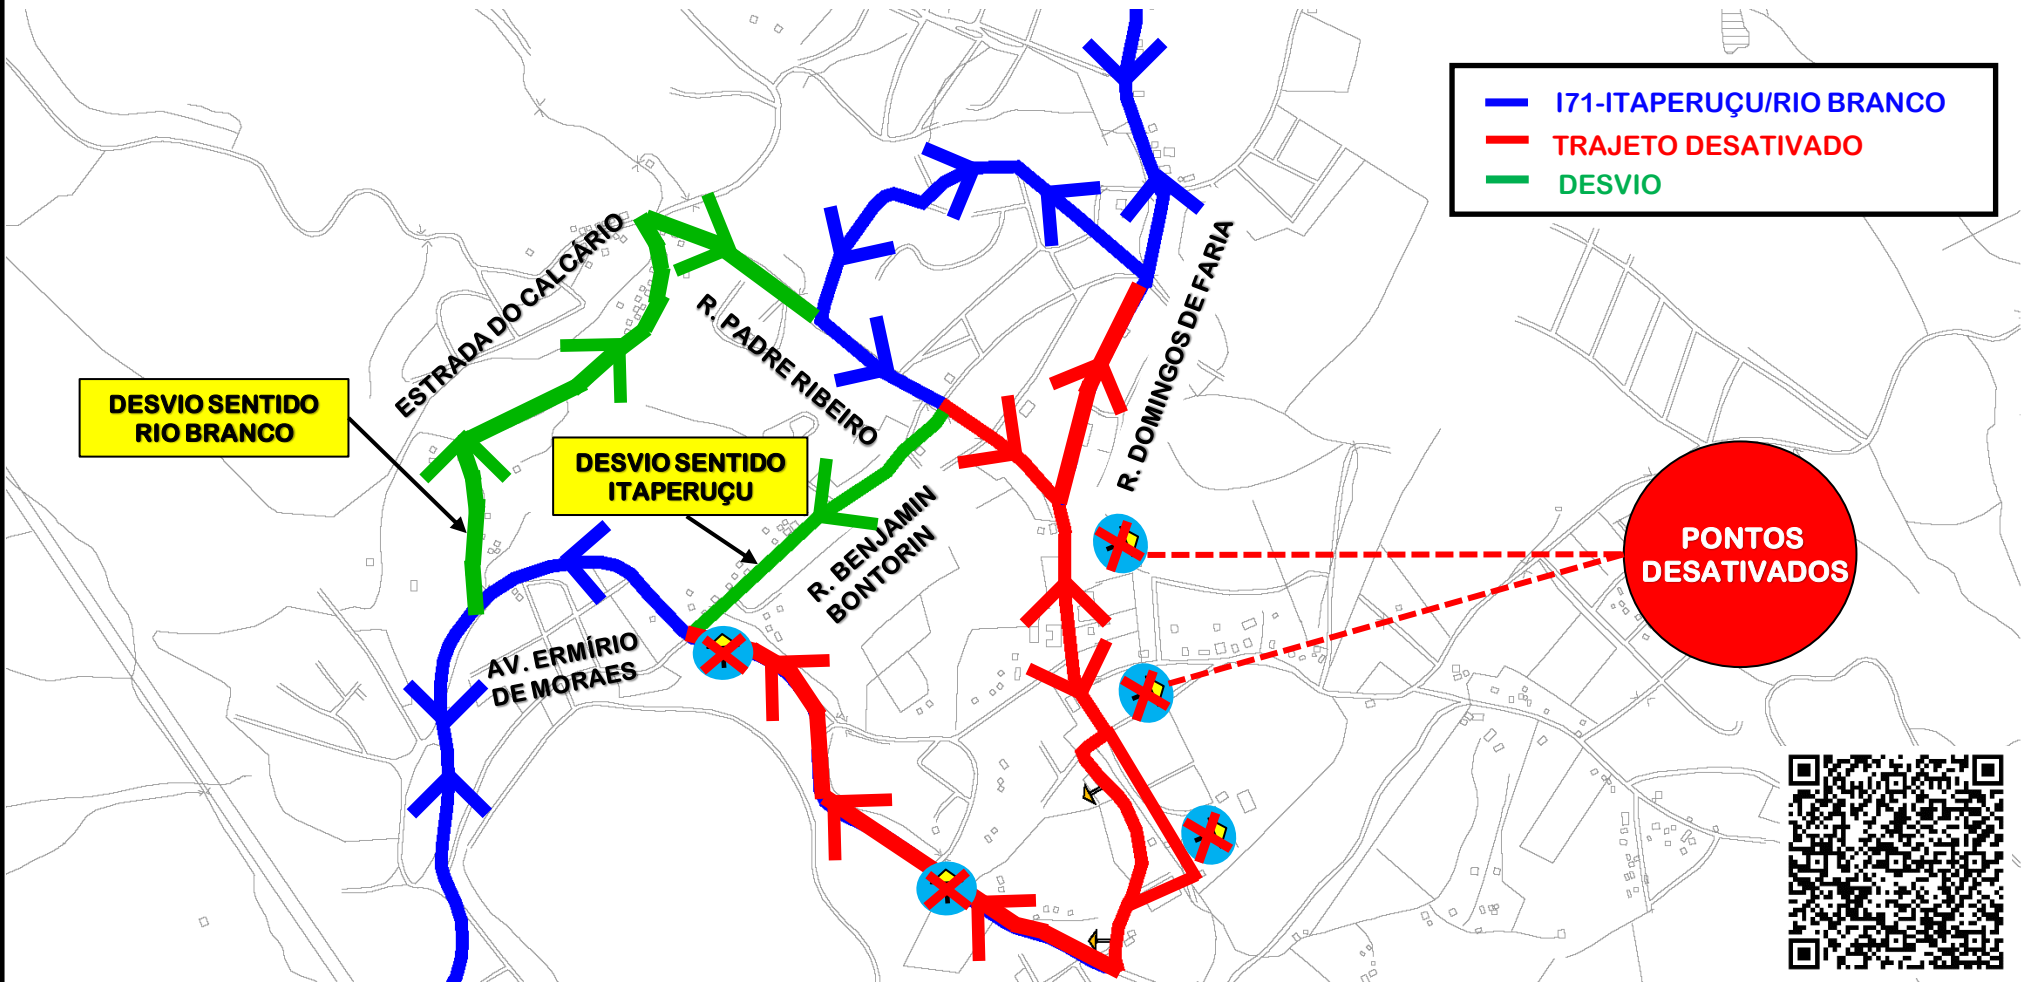 I71-ITAPERUÇU/RIO BRANCO
TRAJETO DESATIVADO
DESVIO
R. DOMINGOS DE FARIA
ESTRADA DO CALCÁRIO
R. PADRE RIBEIRO
DESVIO SENTIDO
RIO BRANCO
DESVIO SENTIDO
ITAPERUÇU
R. BENJAMIN
BONTORIN
PONTOS
DESATIVADOS
AV. ERMÍRIO
DE MORAES